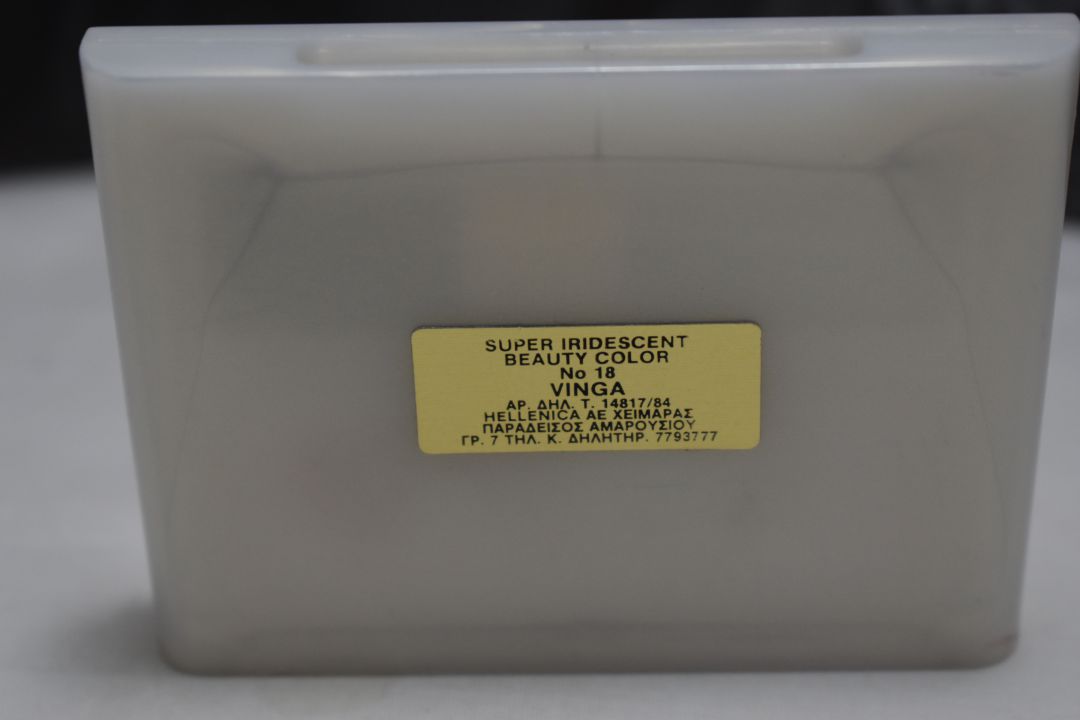 SUPER IRIDESCENT
BEAUTY COLOR
No 18
VINGA
ΑΡ. ΔΗΛ. Τ. 14817/84
HELLENICA AE ΧΕΙΜΑΡΑΣ
ΠΑΡΑΔΕΙΣΟΣ ΑΜΑΡΟΥΣΙΟΥ
ΓΡ. 7 ΤΗΛ. Κ. ΔΗΛΗΤΗΡ. 7793777